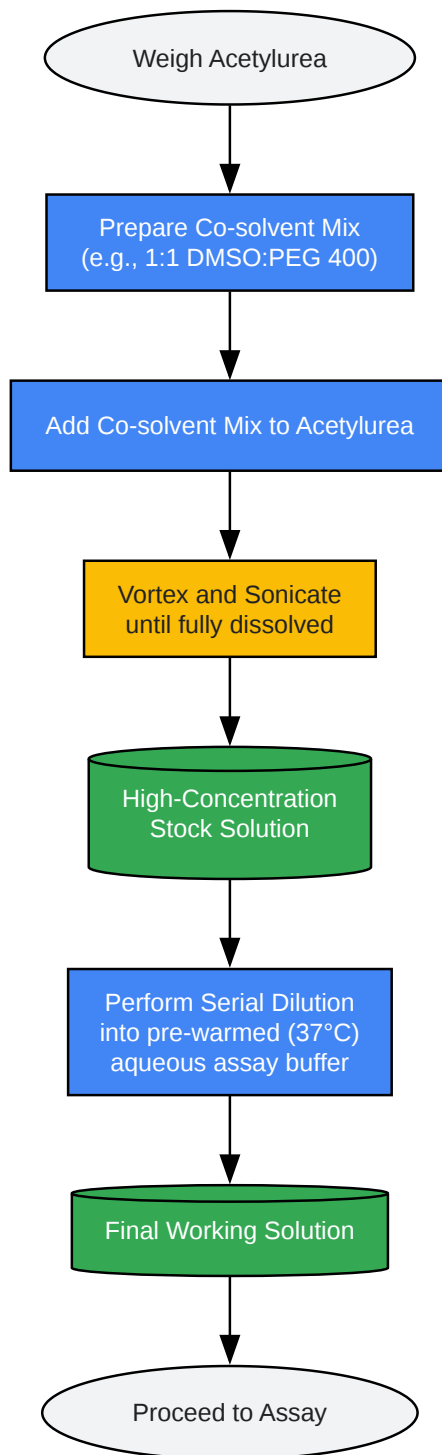 Weigh Acetylurea
Prepare Co-solvent Mix
(e.g., 1:1 DMSO:PEG 400)
Add Co-solvent Mix to Acetylurea
Vortex and Sonicate
until fully dissolved
High-Concentration
Stock Solution
Perform Serial Dilution
into pre-warmed (37°C)
aqueous assay buffer
Final Working Solution
Proceed to Assay